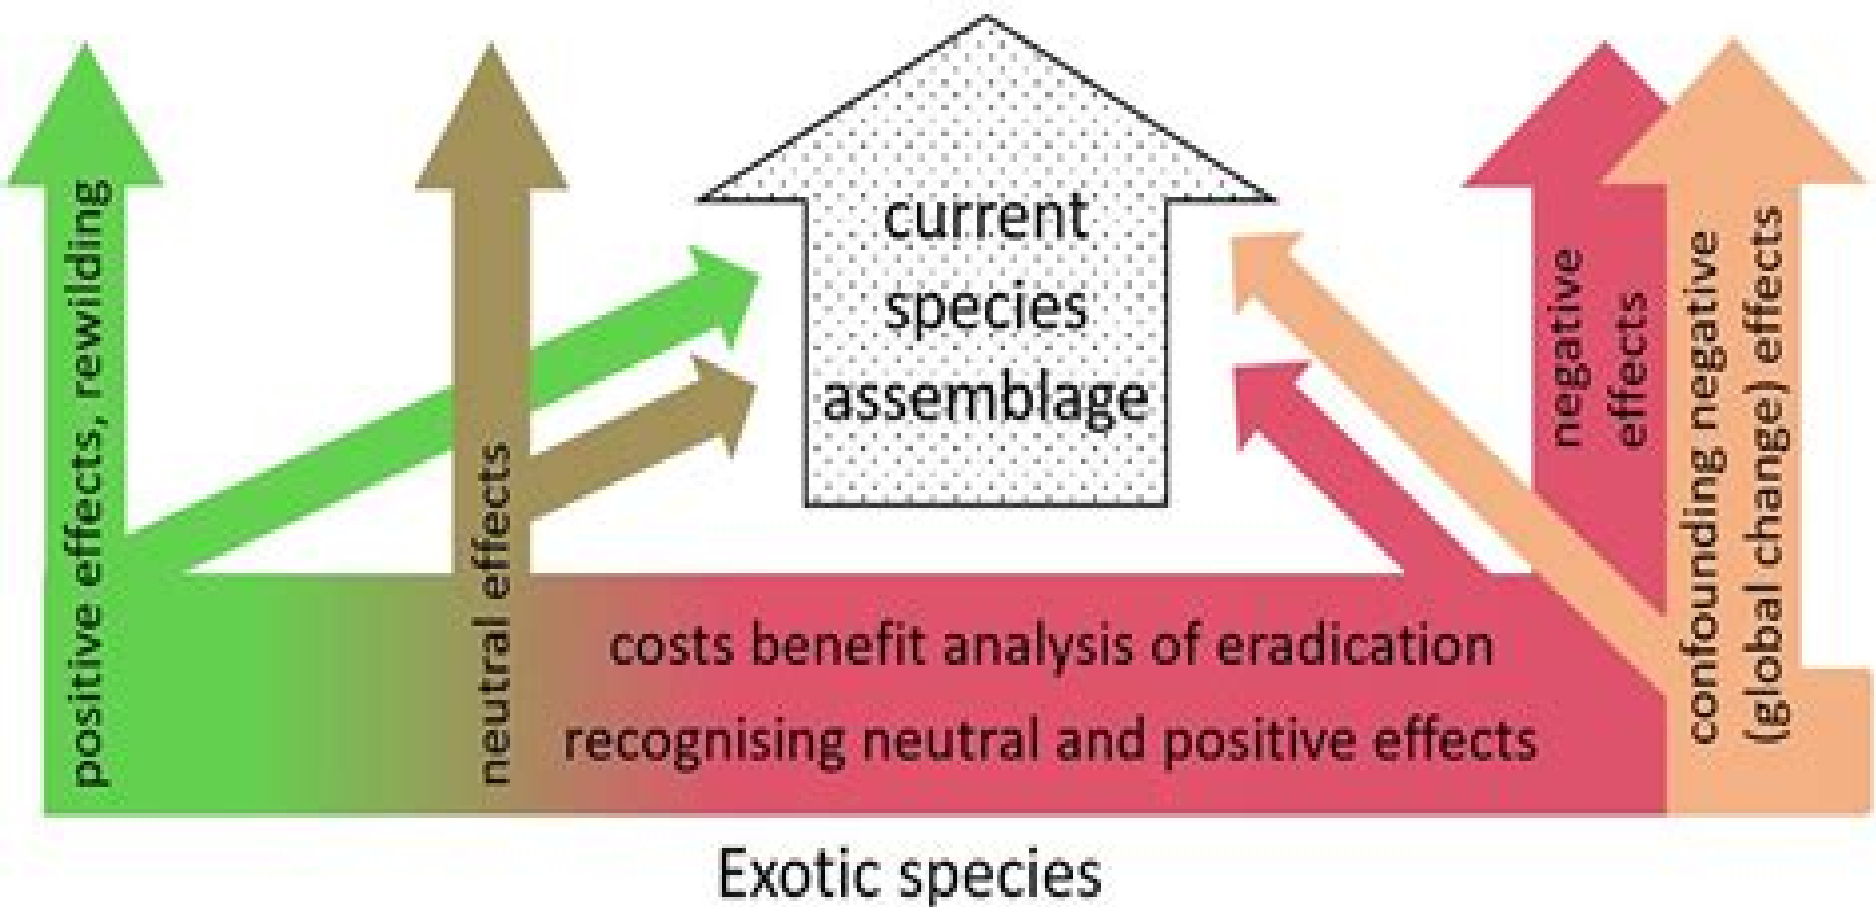 positive effects, rewilding
neutral effects
current
species
assemblage
negative
effects
confounding negative
(global change) effects
costs benefit analysis of eradication
recognising neutral and positive effects
Exotic species